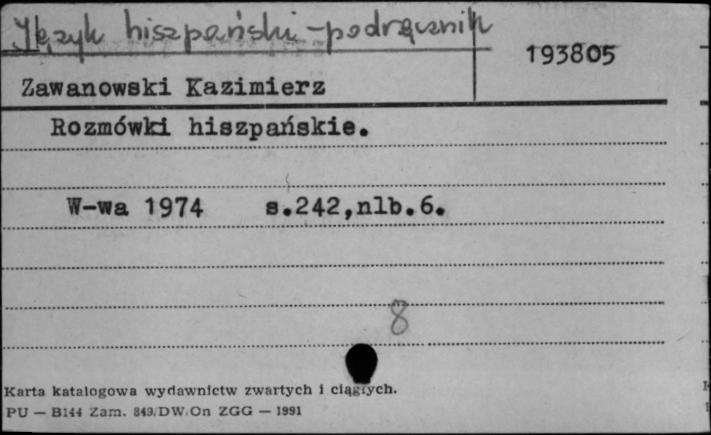 Język hiszpański - podręcznik
193805
Zawanowski Kazimierz
Rozmówki hiszpańskie.
W-wa 1974 s.242,nlb.6.
8
Karta katalogowa wydawnictw zwartych i ciągłych.
PU — B144 Zam. 849/DW/On ZGG — 1991